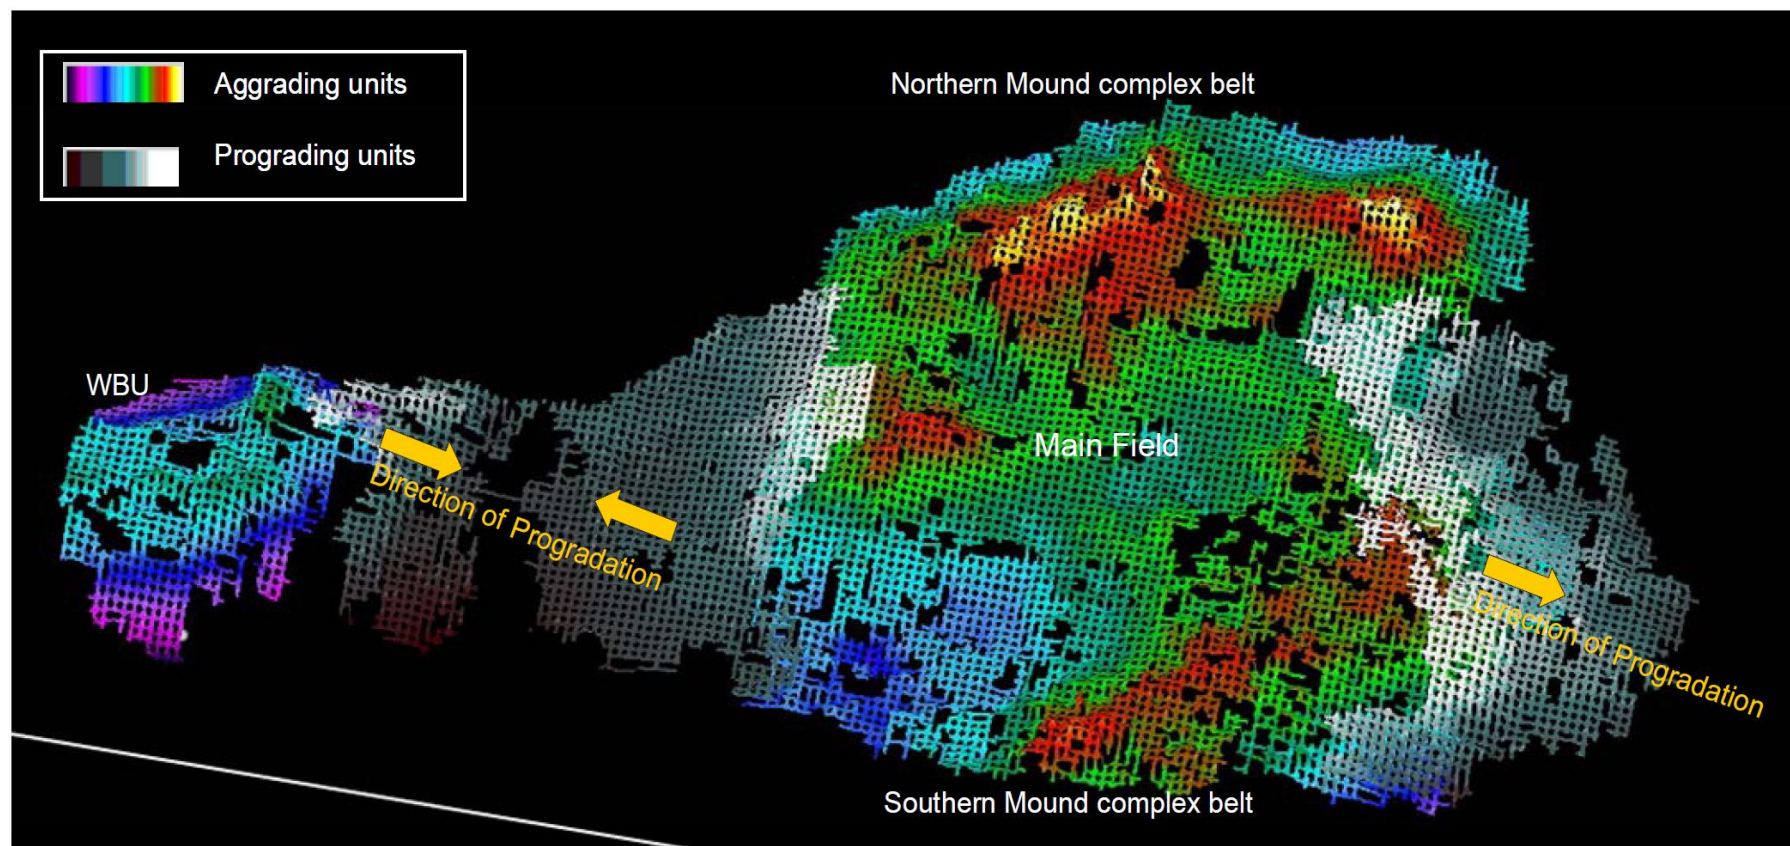 Aggrading units
Prograding units
Northern Mound complex belt
WBU
Main Field
Direction of Progradation
Direction of Progradation
Southern Mound complex belt